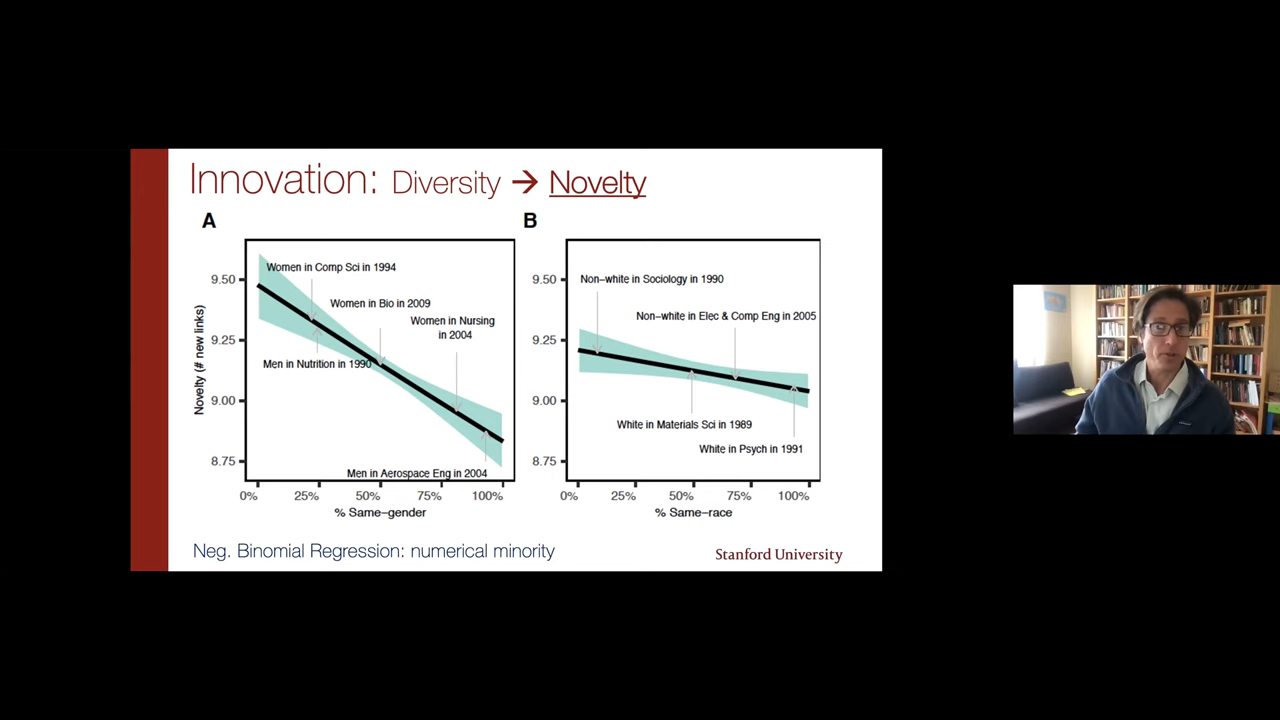 Innovation: Diversity → Novelty
A
Novelty (# new links)
9.50
9.25
9.00
8.75
Women in Comp Sci in 1994
Women in Bio in 2009
Women in Nursing
in 2004
Men in Nutrition in 1990
Men in Aerospace Eng in 2004
0% 25% 50% 75% 100%
% Same-gender
B
9.50
9.25
9.00
8.75
Non-white in Sociology in 1990
Non-white in Elec & Comp Eng in 2005
White in Materials Sci in 1989
White in Psych in 1991
0% 25% 50% 75% 100%
% Same-race
Neg. Binomial Regression: numerical minority
Stanford University